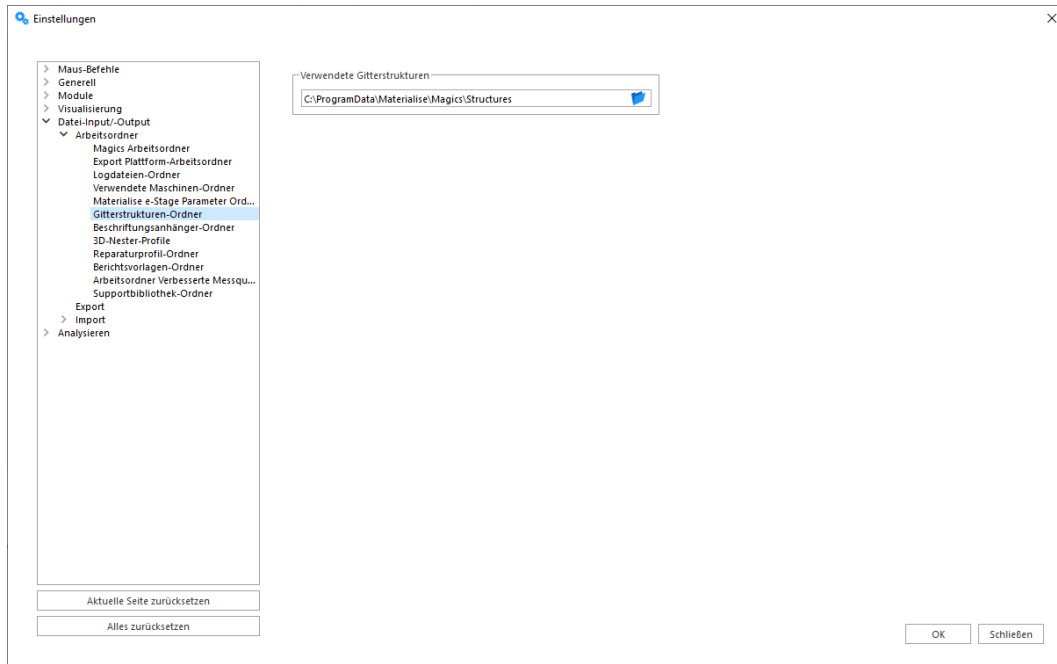 Einstellungen
Maus-Befehle
Generell
Module
Visualisierung
Datei-Input/-Output
Arbeitsordner
Magics Arbeitsordner
Export Plattform-Arbeitsordner
Logdateien-Ordner
Verwendete Maschinen-Ordner
Materialise e-Stage Parameter Ord...
Gitterstrukturen-Ordner
Beschriftungsanhänger-Ordner
3D-Nester-Profile
Reparaturprofil-Ordner
Berichtsvorlagen-Ordner
Arbeitsordner Verbesserte Messqu...
Supportbibliothek-Ordner
Export
Import
Analysieren
Aktuelle Seite zurücksetzen
Alles zurücksetzen
Verwendete Gitterstrukturen
C:\ProgramData\Materialise\Magics\Structures
OK
Schließen